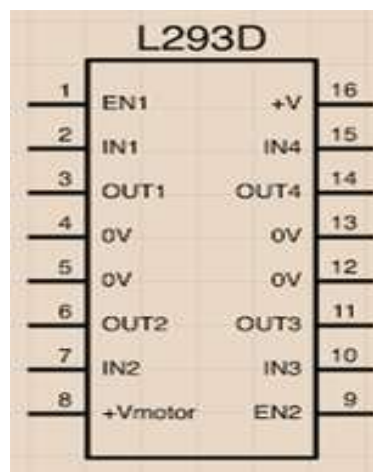 L293D
1 EN1 +V 16
2 IN1 IN4 15
3 OUT1 OUT4 14
4 0V 0V 13
5 0V 0V 12
6 OUT2 OUT3 11
7 IN2 IN3 10
8 +Vmotor EN2 9